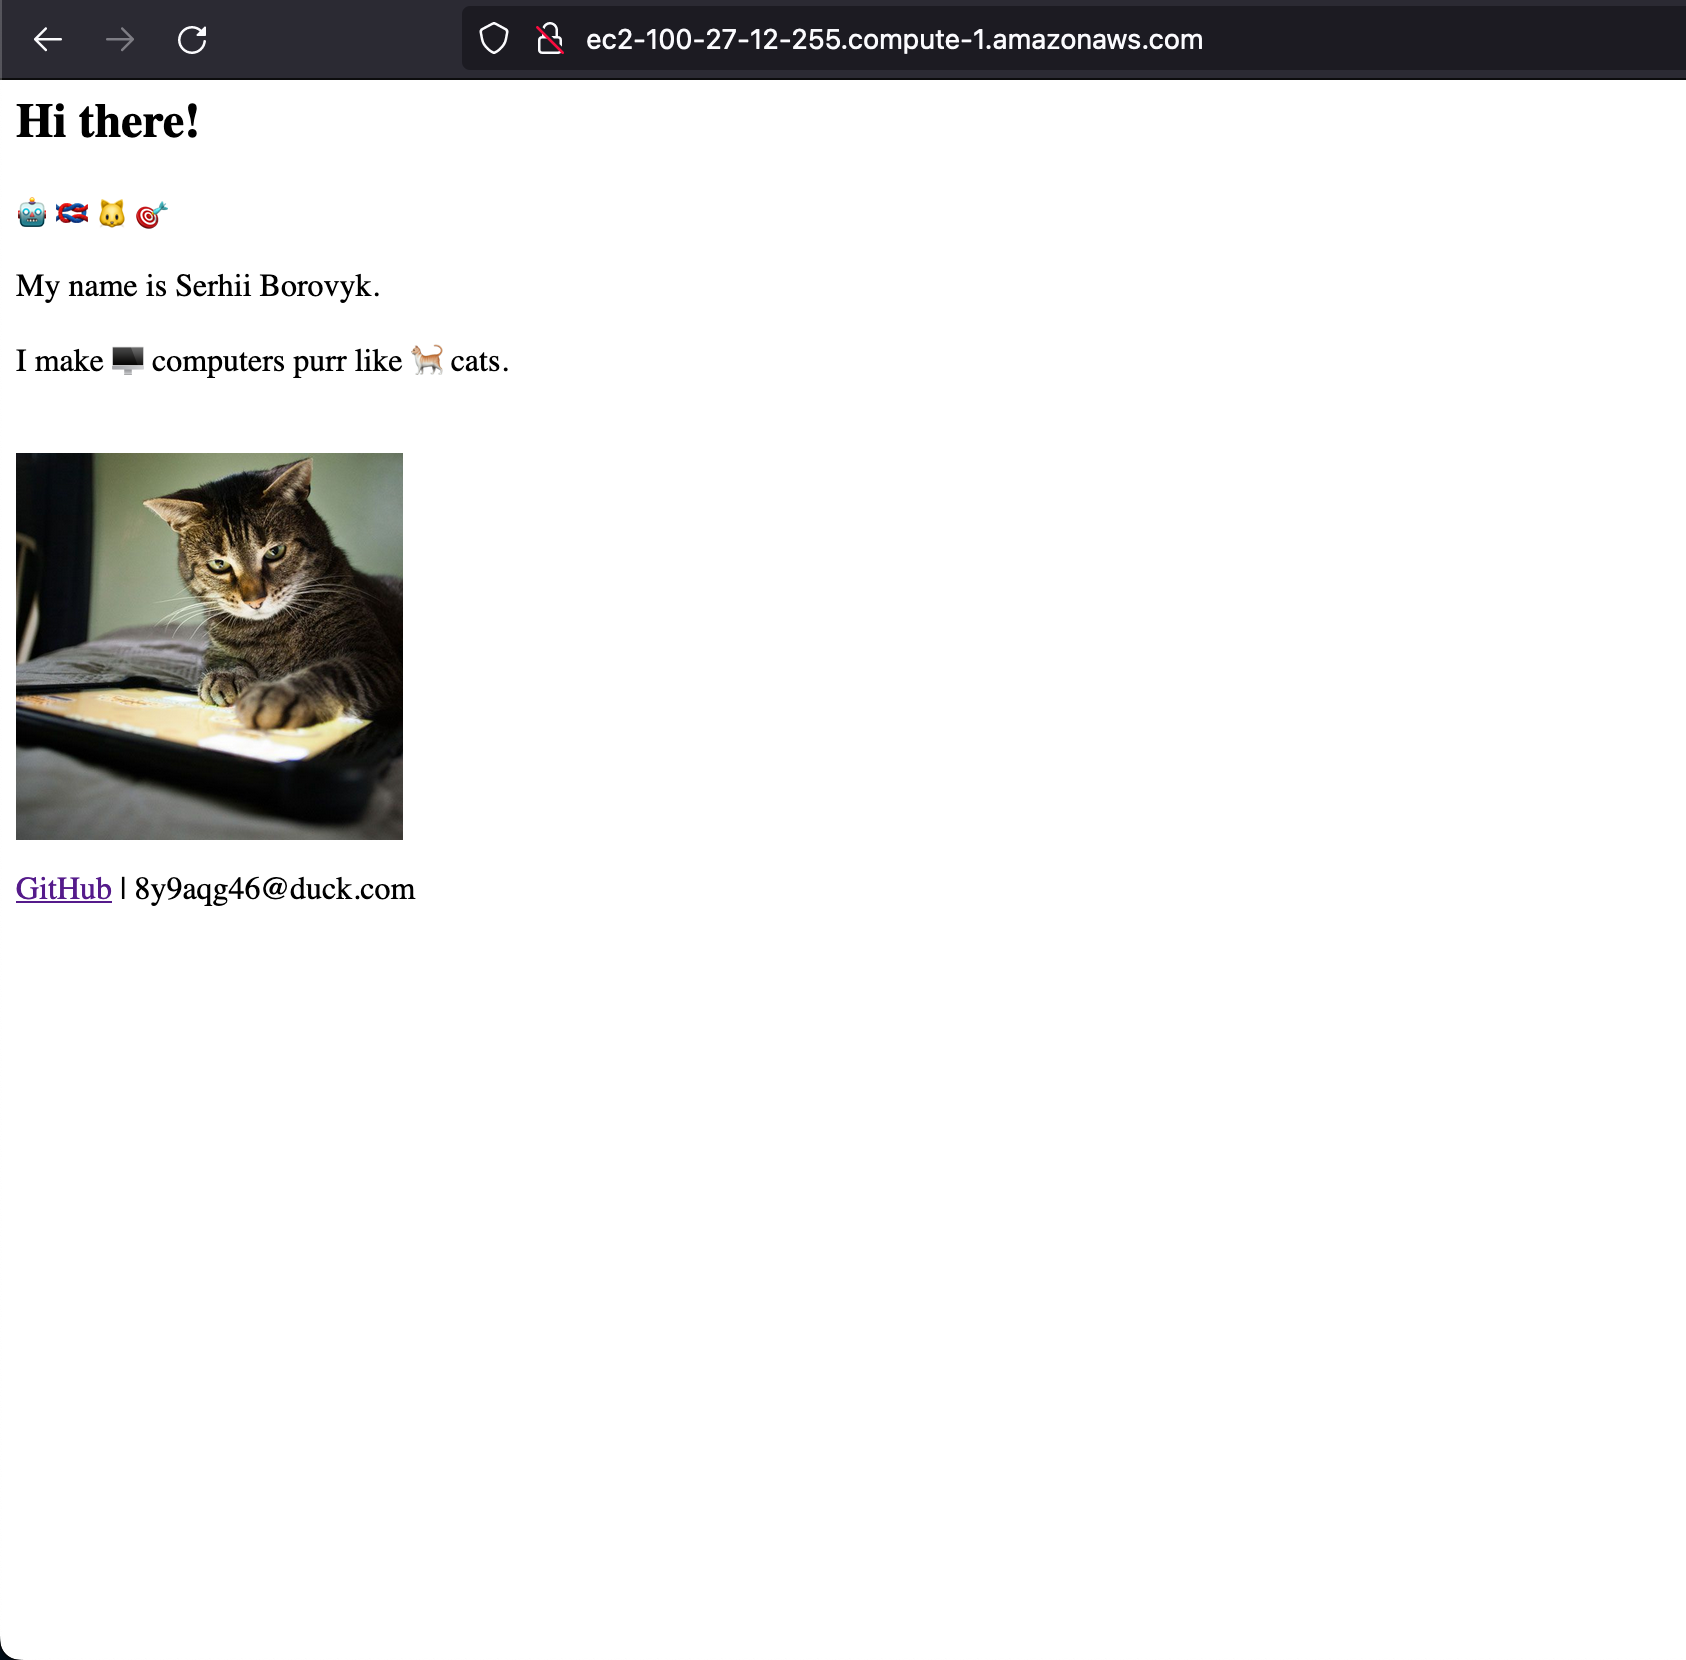 ec2-100-27-12-255.compute-1.amazonaws.com
Hi there!
🤖 🪢 🐱 🎯
My name is Serhii Borovyk.
I make 🖥️ computers purr like 🐈 cats.
GitHub | 8y9aqg46@duck.com